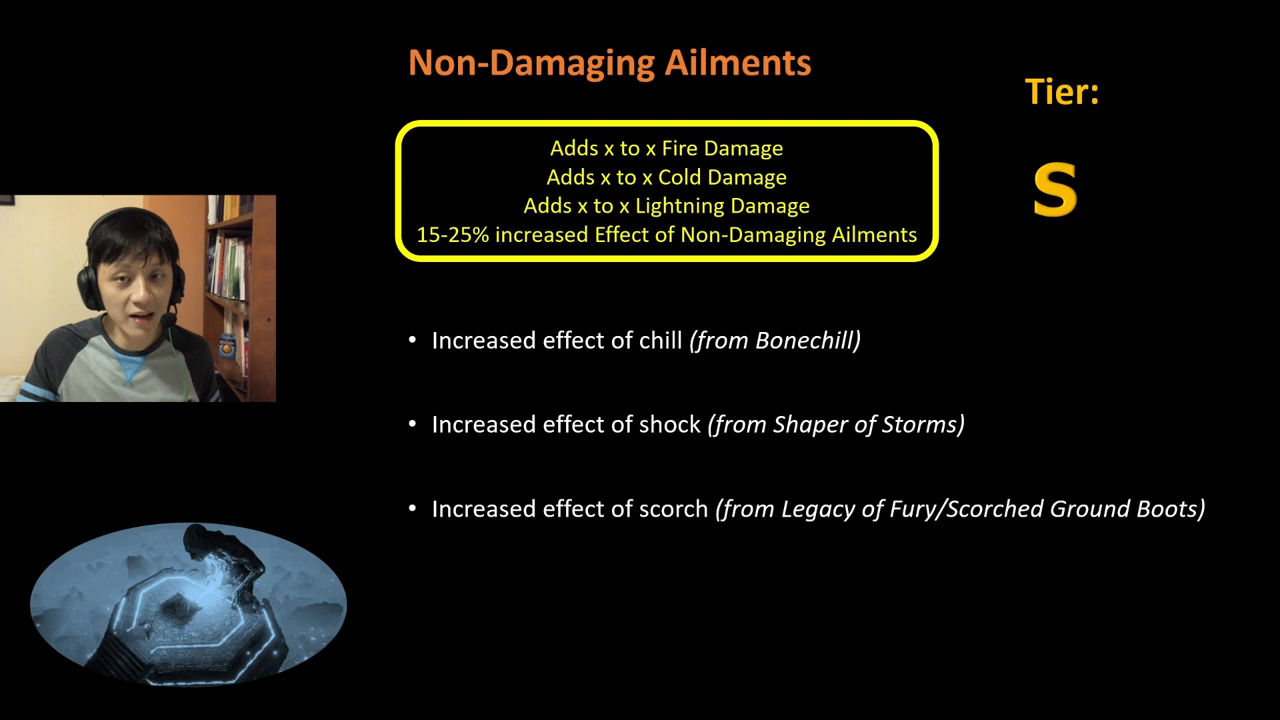 Non-Damaging Ailments
Tier:
S
Adds x to x Fire Damage
Adds x to x Cold Damage
Adds x to x Lightning Damage
15-25% increased Effect of Non-Damaging Ailments
• Increased effect of chill (from Bonechill)
• Increased effect of shock (from Shaper of Storms)
• Increased effect of scorch (from Legacy of Fury/Scorched Ground Boots)